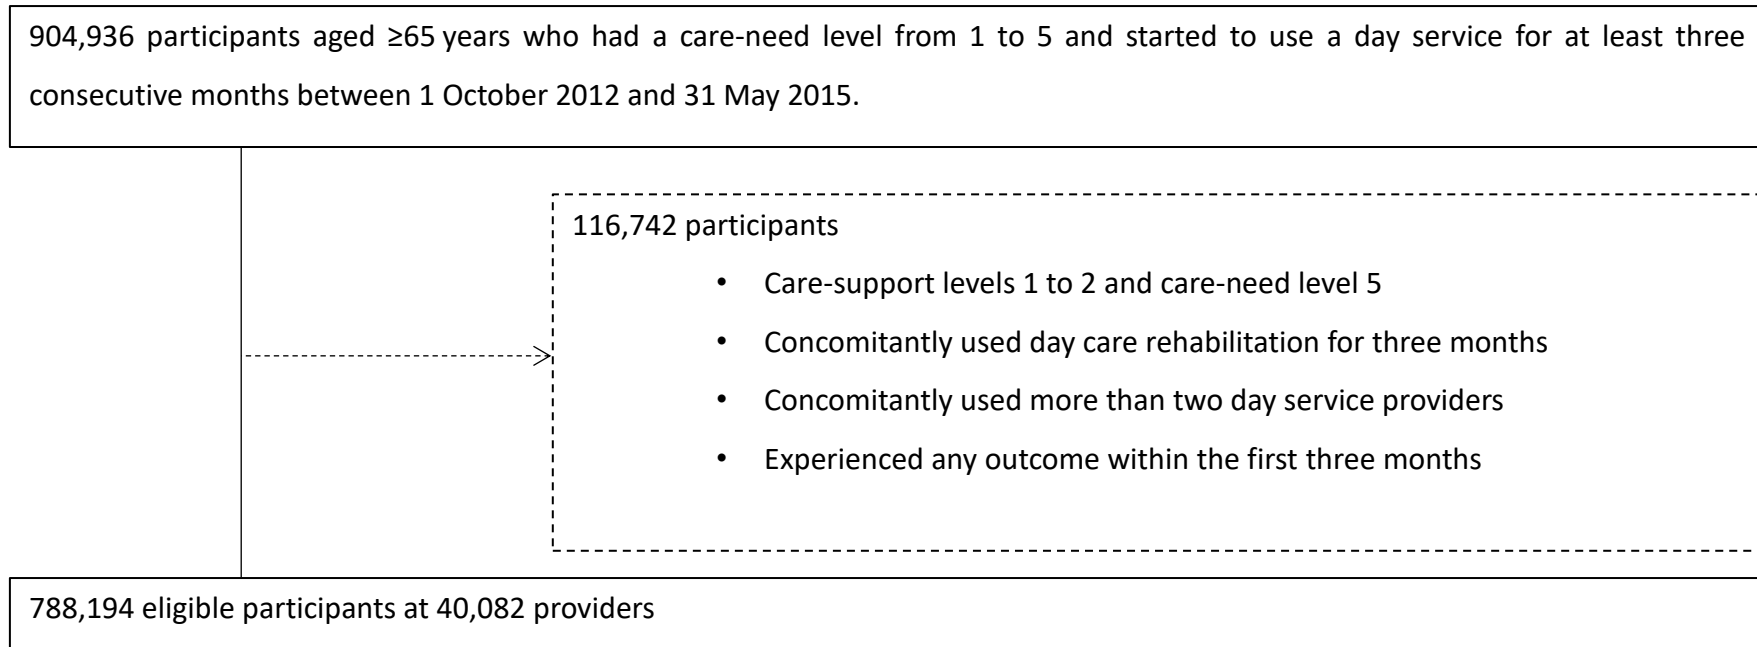 904,936 participants aged ≥65 years who had a care-need level from 1 to 5 and started to use a day service for at least three
consecutive months between 1 October 2012 and 31 May 2015.
116,742 participants
• Care-support levels 1 to 2 and care-need level 5
• Concomitantly used day care rehabilitation for three months
• Concomitantly used more than two day service providers
• Experienced any outcome within the first three months
788,194 eligible participants at 40,082 providers